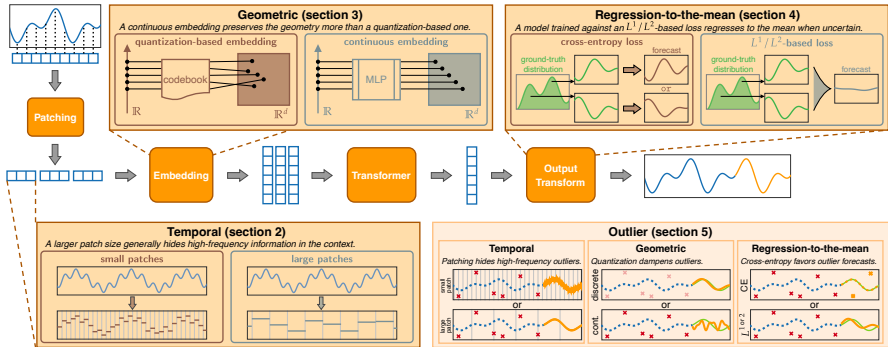 Geometric (section 3)
A continuous embedding preserves the geometry more than a quantization-based one.
quantization-based embedding
codebook
ℝ
ℝᵈ
continuous embedding
MLP
ℝ
ℝᵈ
Regression-to-the-mean (section 4)
A model trained against an L¹/L²-based loss regresses to the mean when uncertain.
cross-entropy loss
ground-truth
distribution
forecast
or
L¹/L²-based loss
ground-truth
distribution
forecast
Patching
Embedding
Transformer
Output
Transform
Temporal (section 2)
A larger patch size generally hides high-frequency information in the context.
small patches
large patches
Outlier (section 5)
Temporal
Patching hides high-frequency outliers.
small
patch
or
large
patch
Geometric
Quantization dampens outliers.
discrete
or
cont.
Regression-to-the-mean
Cross-entropy favors outlier forecasts.
CE
or
L¹ or ²